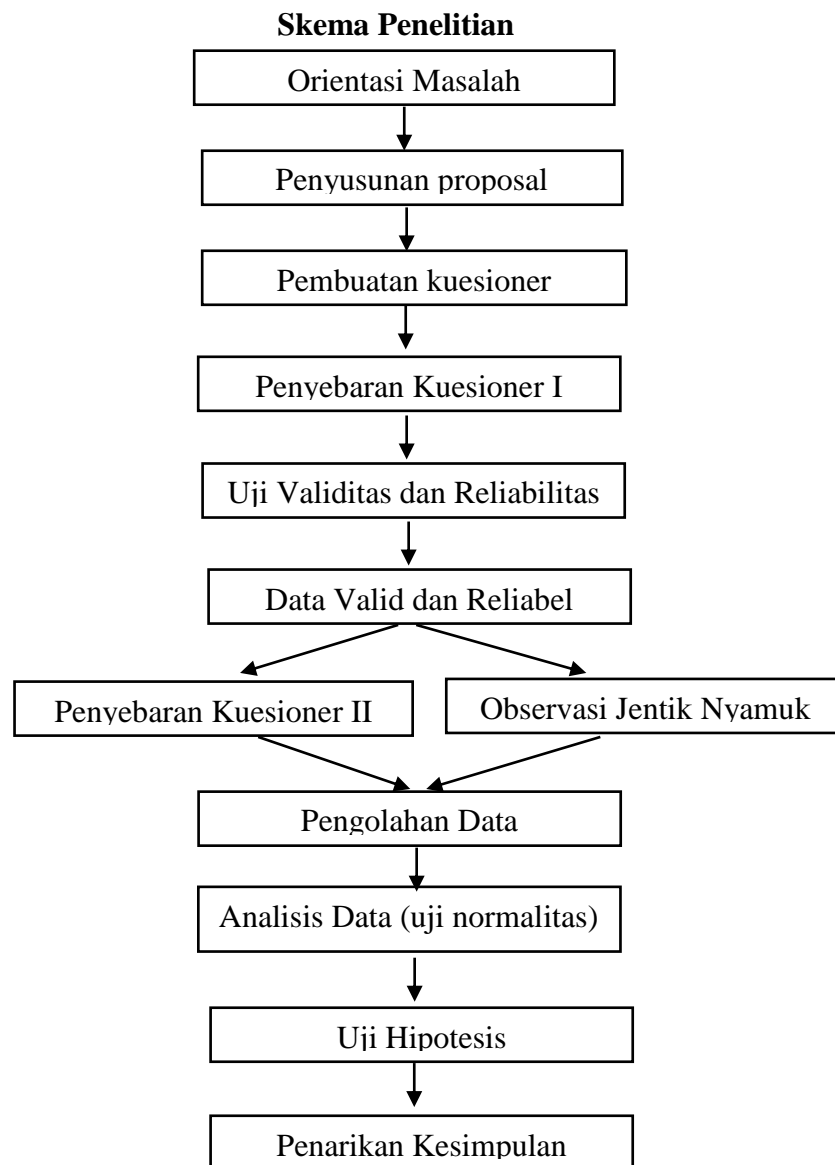 Skema Penelitian
Orientasi Masalah
Penyusunan proposal
Pembuatan kuesioner
Penyebaran Kuesioner I
Uji Validitas dan Reliabilitas
Data Valid dan Reliabel
Penyebaran Kuesioner II
Observasi Jentik Nyamuk
Pengolahan Data
Analisis Data (uji normalitas)
Uji Hipotesis
Penarikan Kesimpulan